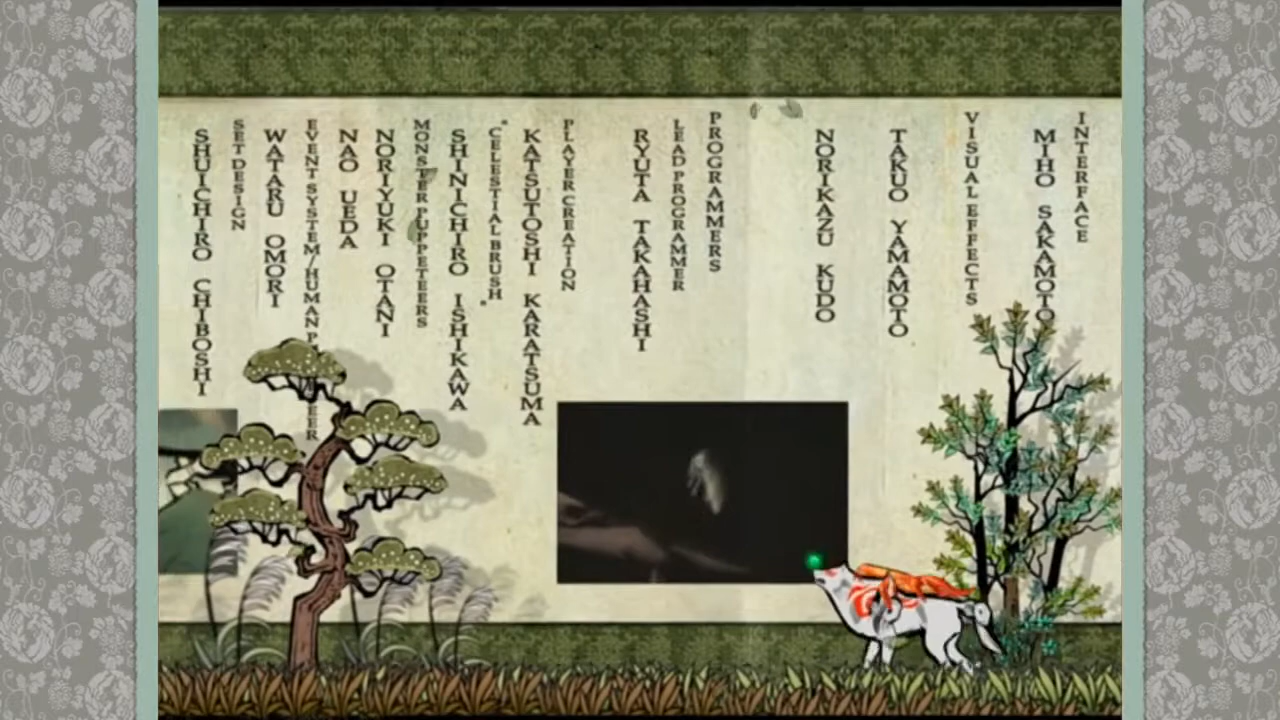 INTERFACE
MIHO SAKAMOTO
VISUAL EFFECTS
TAKUO YAMAMOTO
NORIKAZU KUDO
PROGRAMMERS
LEAD PROGRAMMER
RYUTA TAKAHASHI
PLAYER CREATION
KATSUTOSHI KARATSUMA
"CELESTIAL BRUSH"
SHINICHIRO ISHIKAWA
MONSTER PUPPETEERS
NORIYUKI OTANI
NAO UEDA
EVENT SYSTEM/HUMAN PUPPETEER
WATARU OMORI
SET DESIGN
SHUICHIRO CHIBOSHI